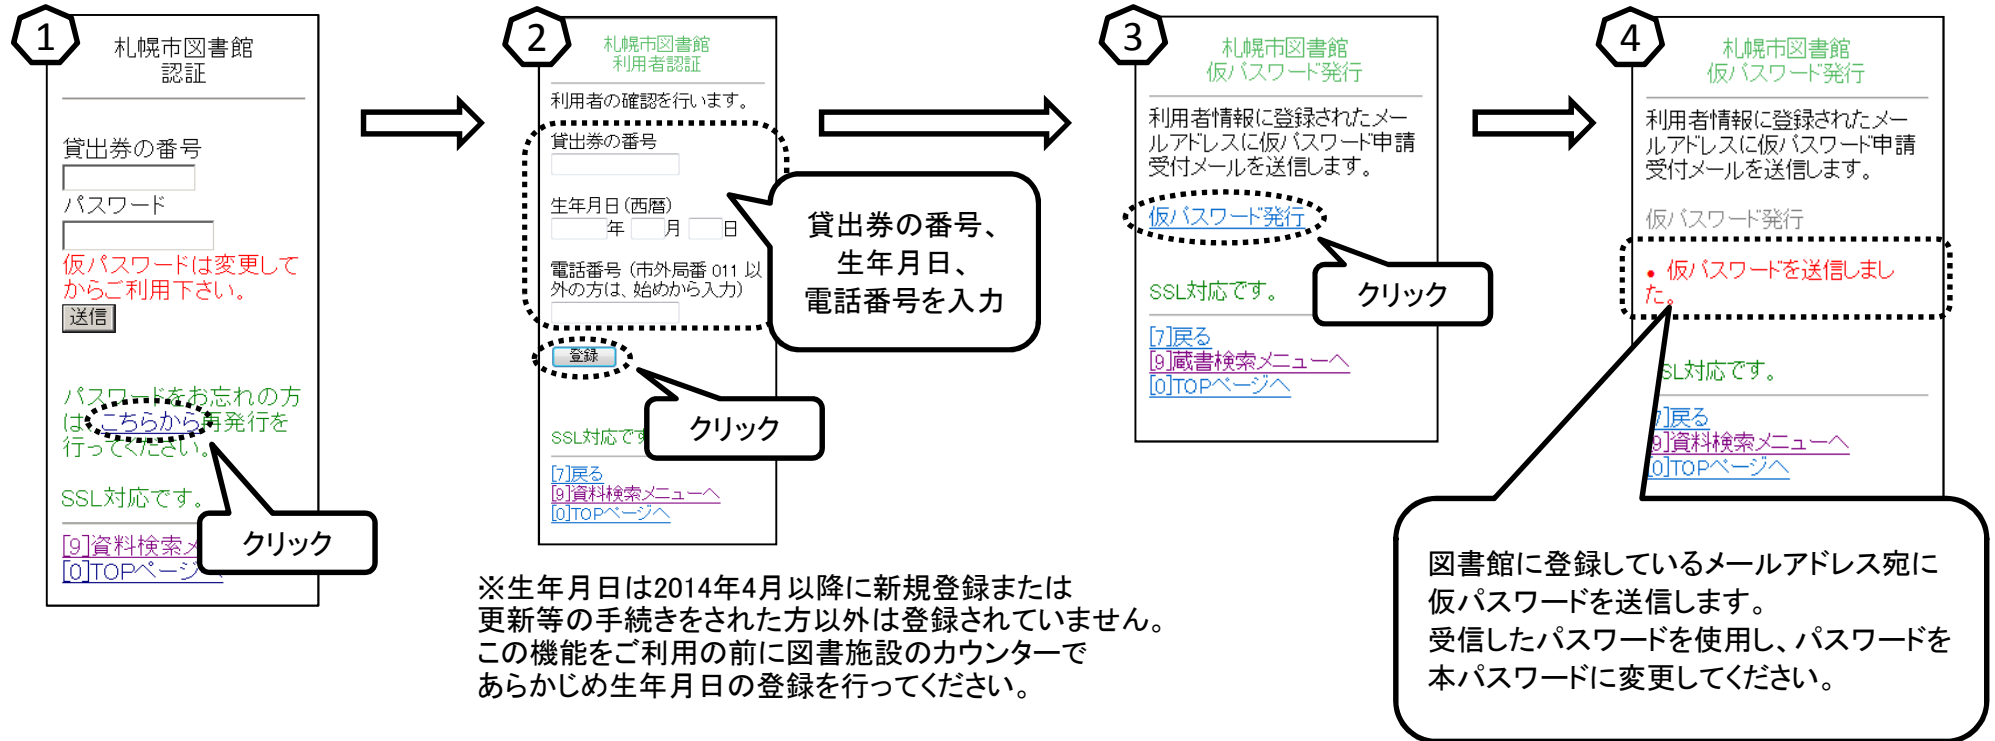 1
札幌市図書館
認証
貸出券の番号
パスワード
仮パスワードは変更して
からご利用下さい。
送信
パスワードをお忘れの方
は、こちらから再発行を
行ってください。
SSL対応です。
クリック
[9]資料検索メ
[0]TOPページへ
2
札幌市図書館
利用者認証
利用者の確認を行います。
貸出券の番号
生年月日(西暦)
年 月 日
電話番号(市外局番 011 以
外の方は、始めから入力)
登録
貸出券の番号、
生年月日、
電話番号を入力
クリック
SSL対応です
[7]戻る
[9]資料検索メニューへ
[0]TOPページへ
※生年月日は2014年4月以降に新規登録または
更新等の手続きをされた方以外は登録されていません。
この機能をご利用の前に図書施設のカウンターで
あらかじめ生年月日の登録を行ってください。
3
札幌市図書館
仮パスワード発行
利用者情報に登録されたメー
ルアドレスに仮パスワード申請
受付メールを送信します。
仮パスワード発行
クリック
SSL対応です。
[7]戻る
[9]蔵書検索メニューへ
[0]TOPページへ
4
札幌市図書館
仮パスワード発行
利用者情報に登録されたメー
ルアドレスに仮パスワード申請
受付メールを送信します。
仮パスワード発行
• 仮パスワードを送信しまし
た。
SL対応です。
7]戻る
9]資料検索メニューへ
[0]TOPページへ
図書館に登録しているメールアドレス宛に
仮パスワードを送信します。
受信したパスワードを使用し、パスワードを
本パスワードに変更してください。